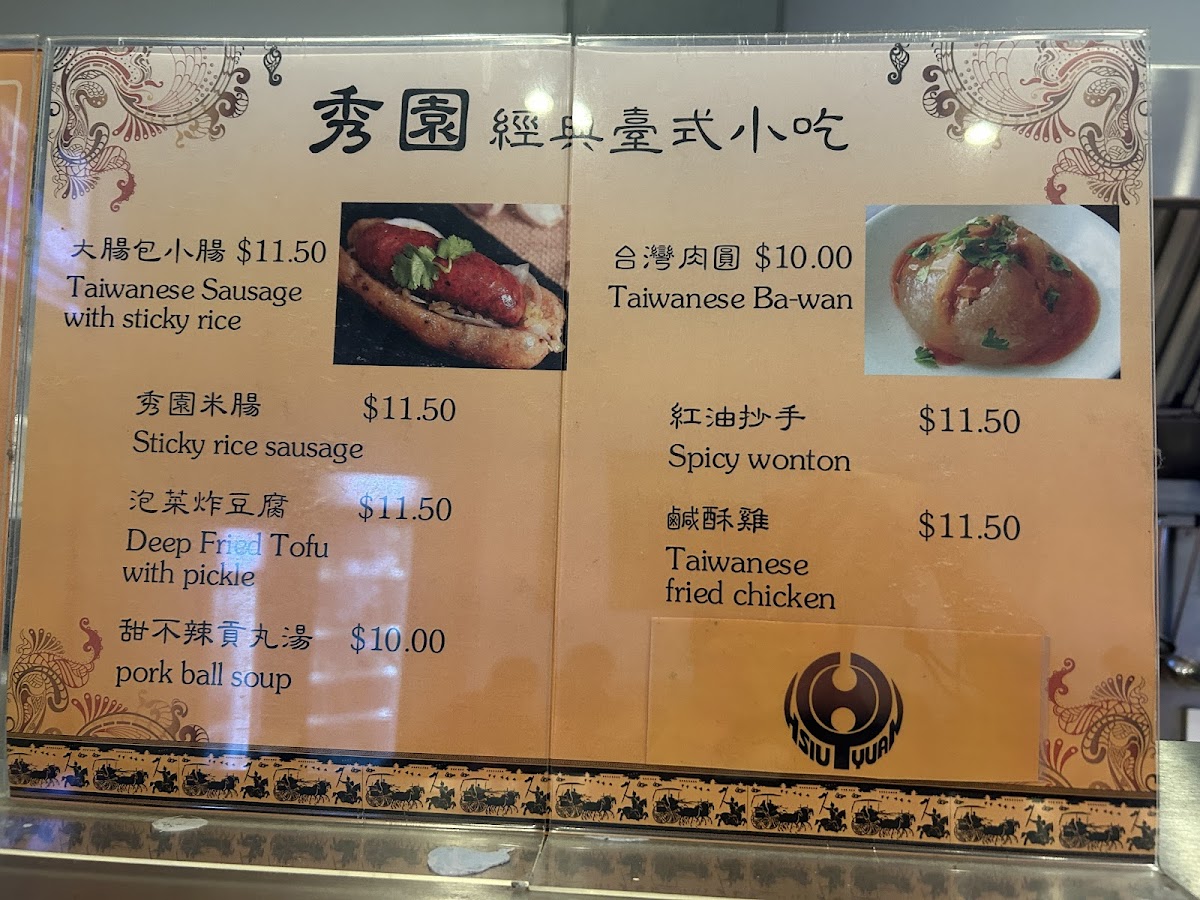 秀園 經典臺式小吃
大腸包小腸 $11.50
Taiwanese Sausage
with sticky rice
秀園米腸 $11.50
Sticky rice sausage
泡菜炸豆腐 $11.50
Deep Fried Tofu
with pickle
甜不辣貢丸湯 $10.00
pork ball soup
台灣肉圓 $10.00
Taiwanese Ba-wan
紅油抄手 $11.50
Spicy wonton
鹹酥雞 $11.50
Taiwanese
fried chicken
HSIU YUAN